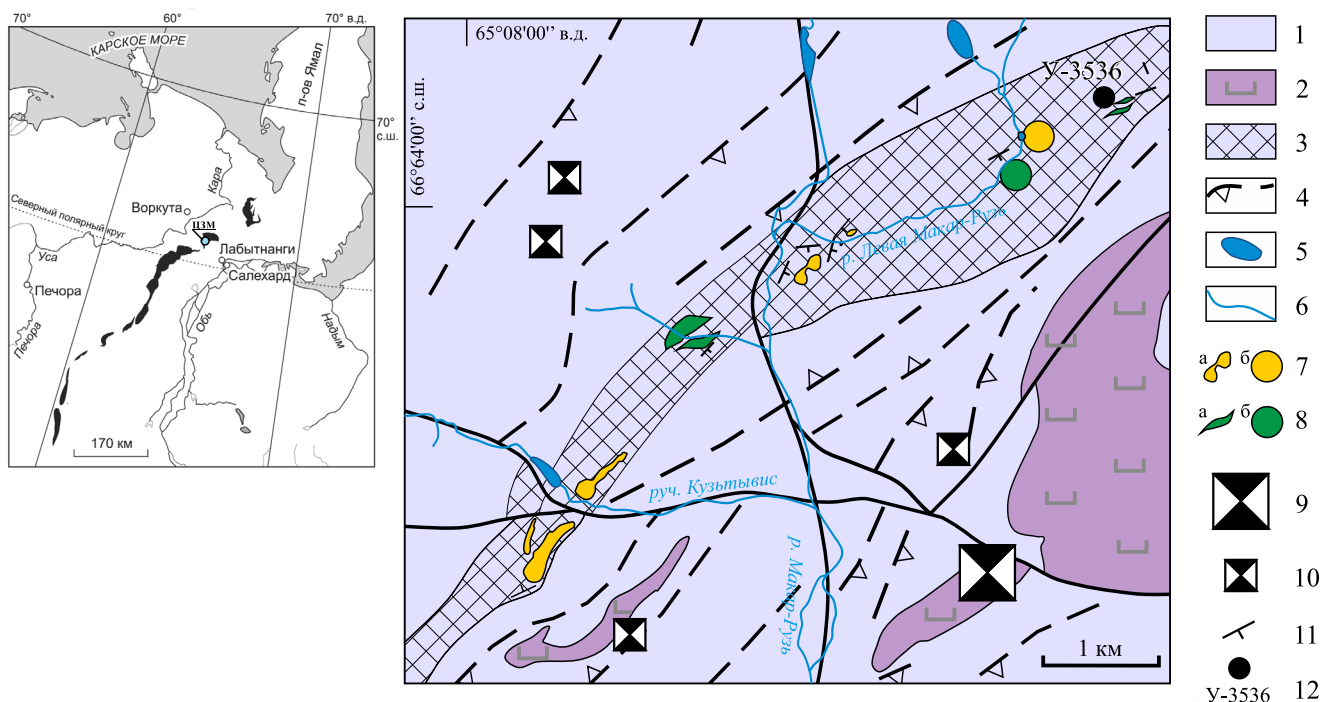 70°
60°
70° в.д.
КАРСКОЕ МОРЕ
п-ов Ямал
70°
с.ш.
Кара
Воркута
Северный полярный круг
ЦЗМ
Лабытнанги
Уса
Салехард
Печора
Обь
Надым
Печора
170 км
65°08'00'' в.д.
66°64'00'' с.ш.
У-3536
р. Левая Макар-Рузь
руч. Кузьтывис
р. Макар-Рузь
1 км
1
2
3
4
5
6
а б 7
а б 8
9
10
11
У-3536 12